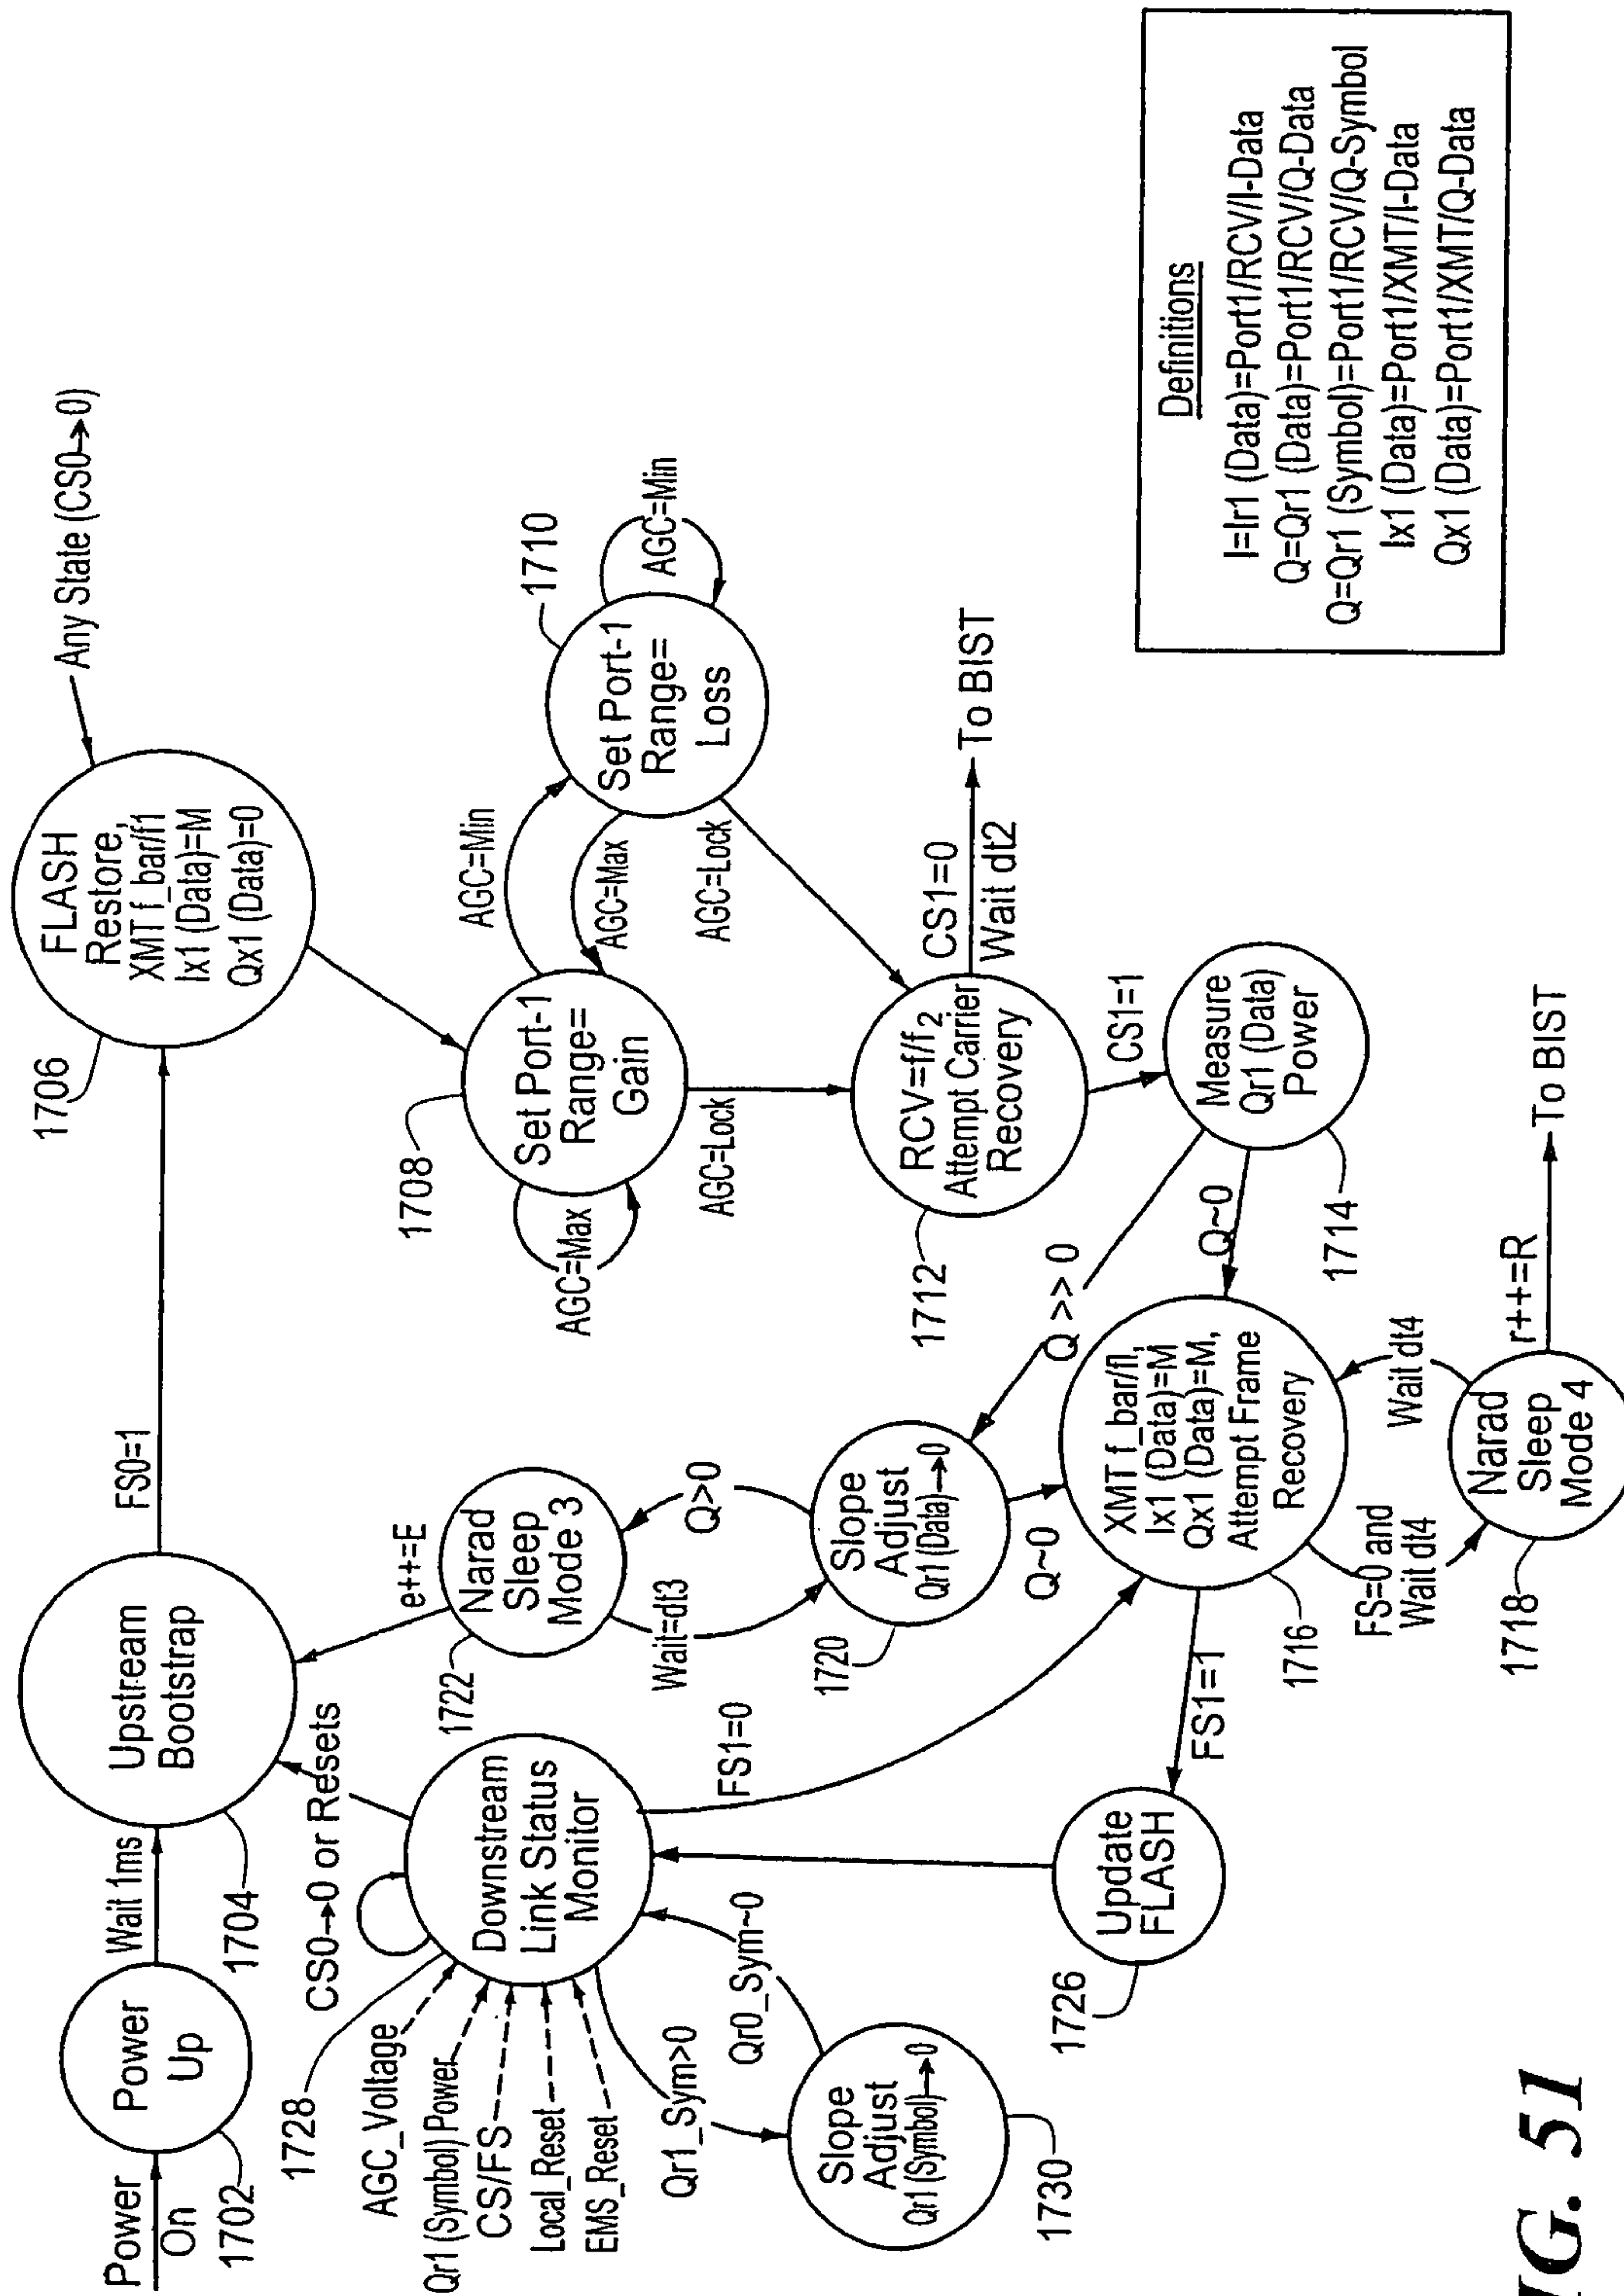 Power
On
1702
Power
Up
Wait 1ms
1704
Upstream
Bootstrap
FS0=1
1706
FLASH
Restore,
XMT f_bar/f1
Ix1 (Data)=M
Qx1 (Data)=0
Any State (CS0→0)
1708
Set Port-1
Range=
Gain
AGC=Max
AGC=Min
AGC=Max
AGC=Lock
1710
Set Port-1
Range=
Loss
AGC=Min
AGC=Lock
1712
RCV=f/f2
Attempt Carrier
Recovery
CS1=0
Wait dt2
To BIST
CS1=1
Measure
Qr1 (Data)
Power
1714
Q~0
Q >> 0
XMT f_bar/fl,
Ix1 (Data)=M
Qx1 (Data)=M,
Attempt Frame
Recovery
1716
FS=0 and
Wait dt4
Wait dt4
Narad
Sleep
Mode 4
1718
r++=R
To BIST
Slope
Adjust
Qr1 (Data)→0
1720
Q~0
Q>0
Wait=dt3
Narad
Sleep
Mode 3
1722
e++=E
FS1=1
Update
FLASH
1726
Downstream
Link Status
Monitor
1728
CS0→0 or Resets
FS1=0
AGC_Voltage
Qr1 (Symbol) Power
CS/FS
Local_Reset
EMS_Reset
Qr1_Sym>0
Qr0_Sym~0
Slope
Adjust
Qr1 (Symbol)→0
1730
Definitions
I=Ir1 (Data)=Port1/RCV/I-Data
Q=Qr1 (Data)=Port1/RCV/Q-Data
Q=Qr1 (Symbol)=Port1/RCV/Q-Symbol
Ix1 (Data)=Port1/XMT/I-Data
Qx1 (Data)=Port1/XMT/Q-Data
IG. 51